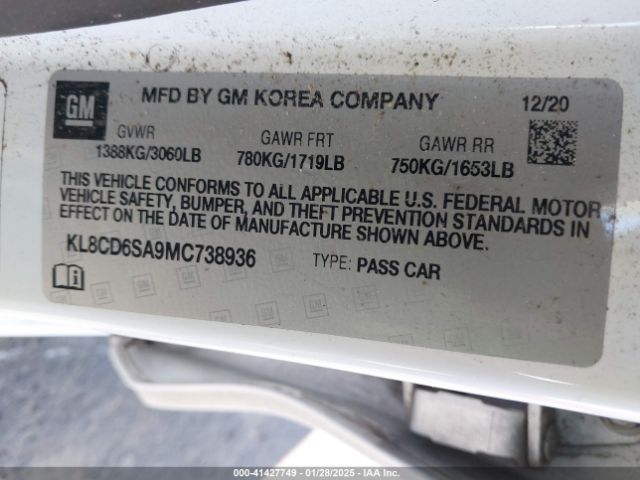 GM
MFD BY GM KOREA COMPANY 12/20
GVWR GAWR FRT GAWR RR
1388KG/3060LB 780KG/1719LB 750KG/1653LB
THIS VEHICLE CONFORMS TO ALL APPLICABLE U.S. FEDERAL MOTOR
VEHICLE SAFETY, BUMPER, AND THEFT PREVENTION STANDARDS IN
EFFECT ON THE DATE OF MANUFACTURE SHOWN ABOVE.
KL8CD6SA9MC738936 TYPE: PASS CAR
000-41427749 | 01/28/2025 | IAA Inc.